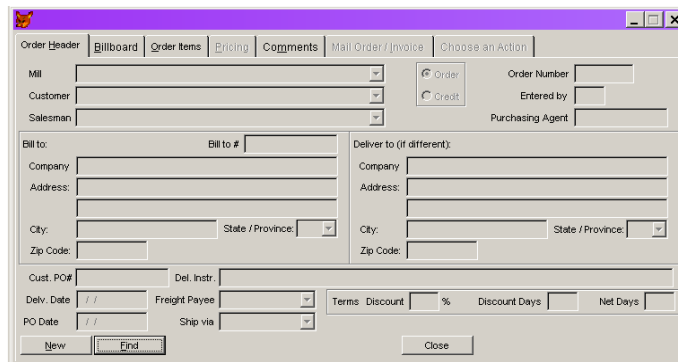 Order Header Billboard Order Items Pricing Comments Mail Order / Invoice Choose an Action
Mill Order Order Number
Customer Credit Entered by
Salesman Purchasing Agent
Bill to: Bill to # Deliver to (if different):
Company Company
Address: Address:
City: State / Province: City: State / Province:
Zip Code: Zip Code:
Cust. PO# Del. Instr.
Delv. Date / / Freight Payee Terms Discount % Discount Days Net Days
PO Date / / Ship via
New Find Close